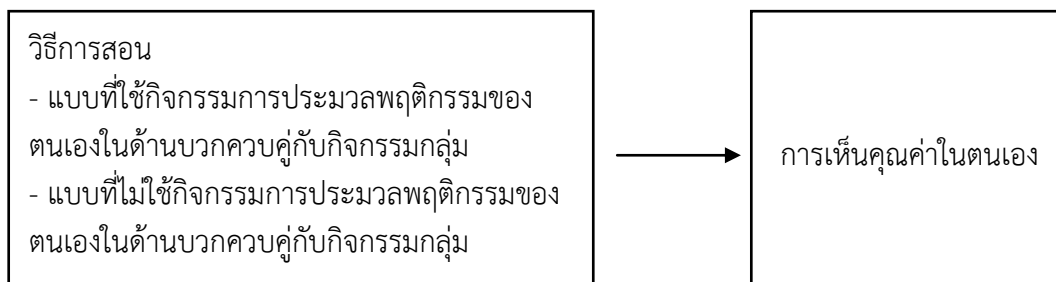 วิธีการสอน
- แบบที่ใช้กิจกรรมการประมวลพฤติกรรมของ
ตนเองในด้านบวกควบคู่กับกิจกรรมกลุ่ม
- แบบที่ไม่ใช้กิจกรรมการประมวลพฤติกรรมของ
ตนเองในด้านบวกควบคู่กับกิจกรรมกลุ่ม
การเห็นคุณค่าในตนเอง